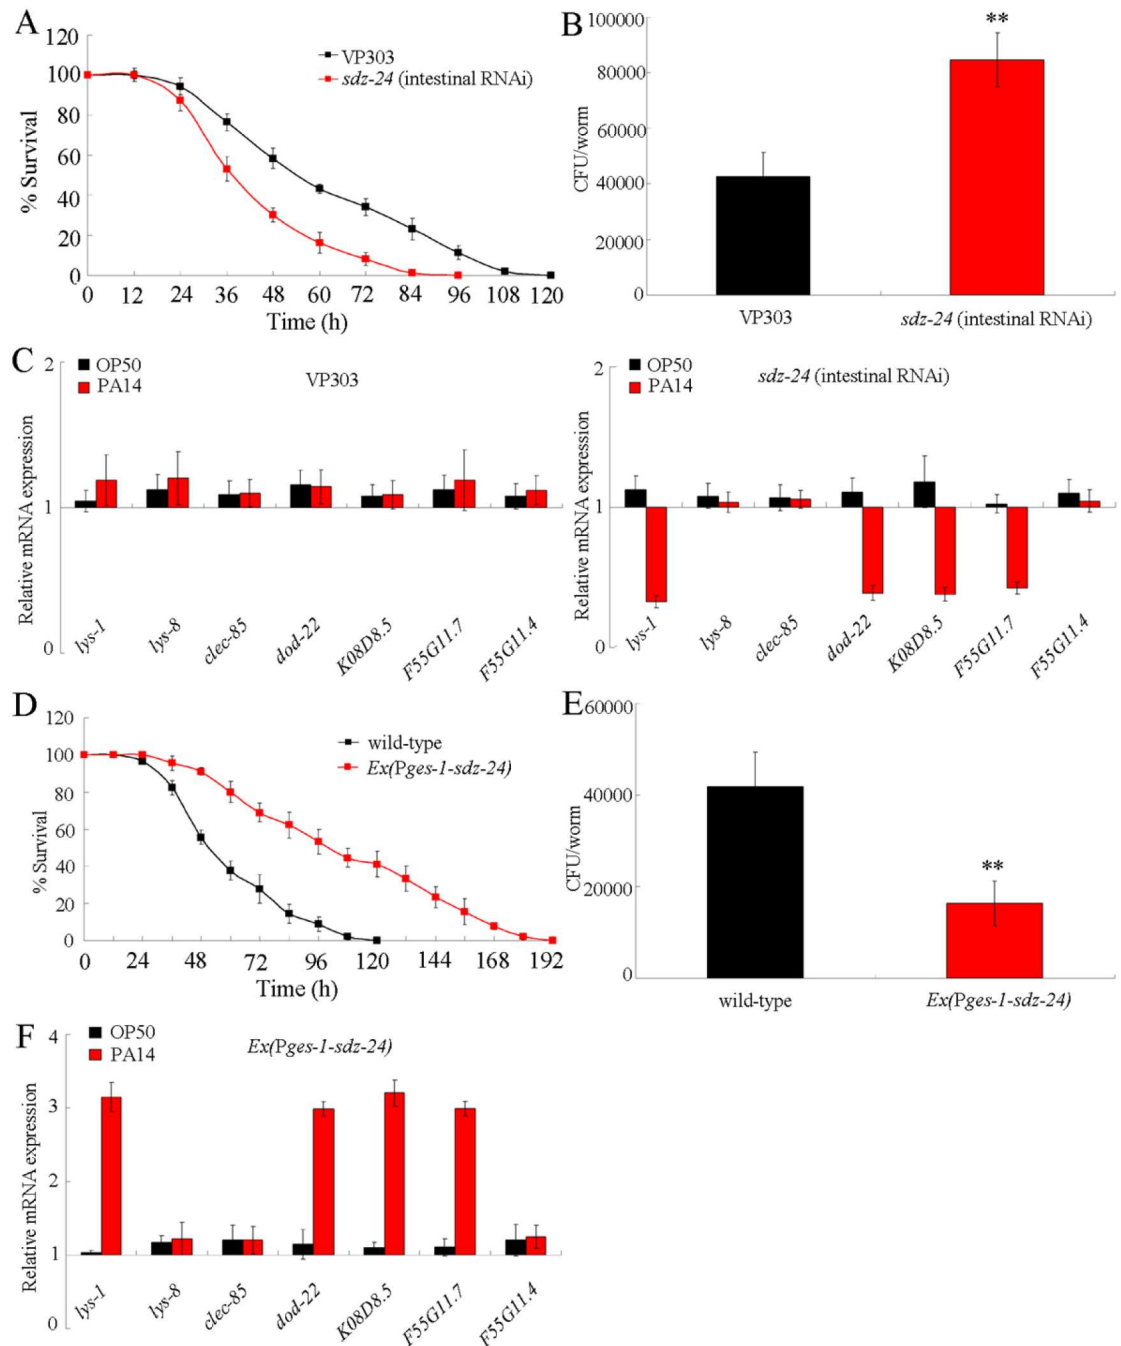 A
120
100
80
60
40
20
0
% Survival
VP303
sdz-24 (intestinal RNAi)
0 12 24 36 48 60 72 84 96 108 120
Time (h)
B
100000
80000
60000
40000
20000
0
CFU/worm
**
VP303
sdz-24 (intestinal RNAi)
C
2
1
0
Relative mRNA expression
OP50
PA14
VP303
lys-1 lys-8 clec-85 dod-22 K08D8.5 F55G11.7 F55G11.4
2
1
0
Relative mRNA expression
OP50
PA14
sdz-24 (intestinal RNAi)
lys-1 lys-8 clec-85 dod-22 K08D8.5 F55G11.7 F55G11.4
D
120
100
80
60
40
20
0
% Survival
wild-type
Ex(Pges-1-sdz-24)
0 24 48 72 96 120 144 168 192
Time (h)
E
60000
40000
20000
0
CFU/worm
**
wild-type
Ex(Pges-1-sdz-24)
F
4
3
2
1
0
Relative mRNA expression
OP50
PA14
Ex(Pges-1-sdz-24)
lys-1 lys-8 clec-85 dod-22 K08D8.5 F55G11.7 F55G11.4